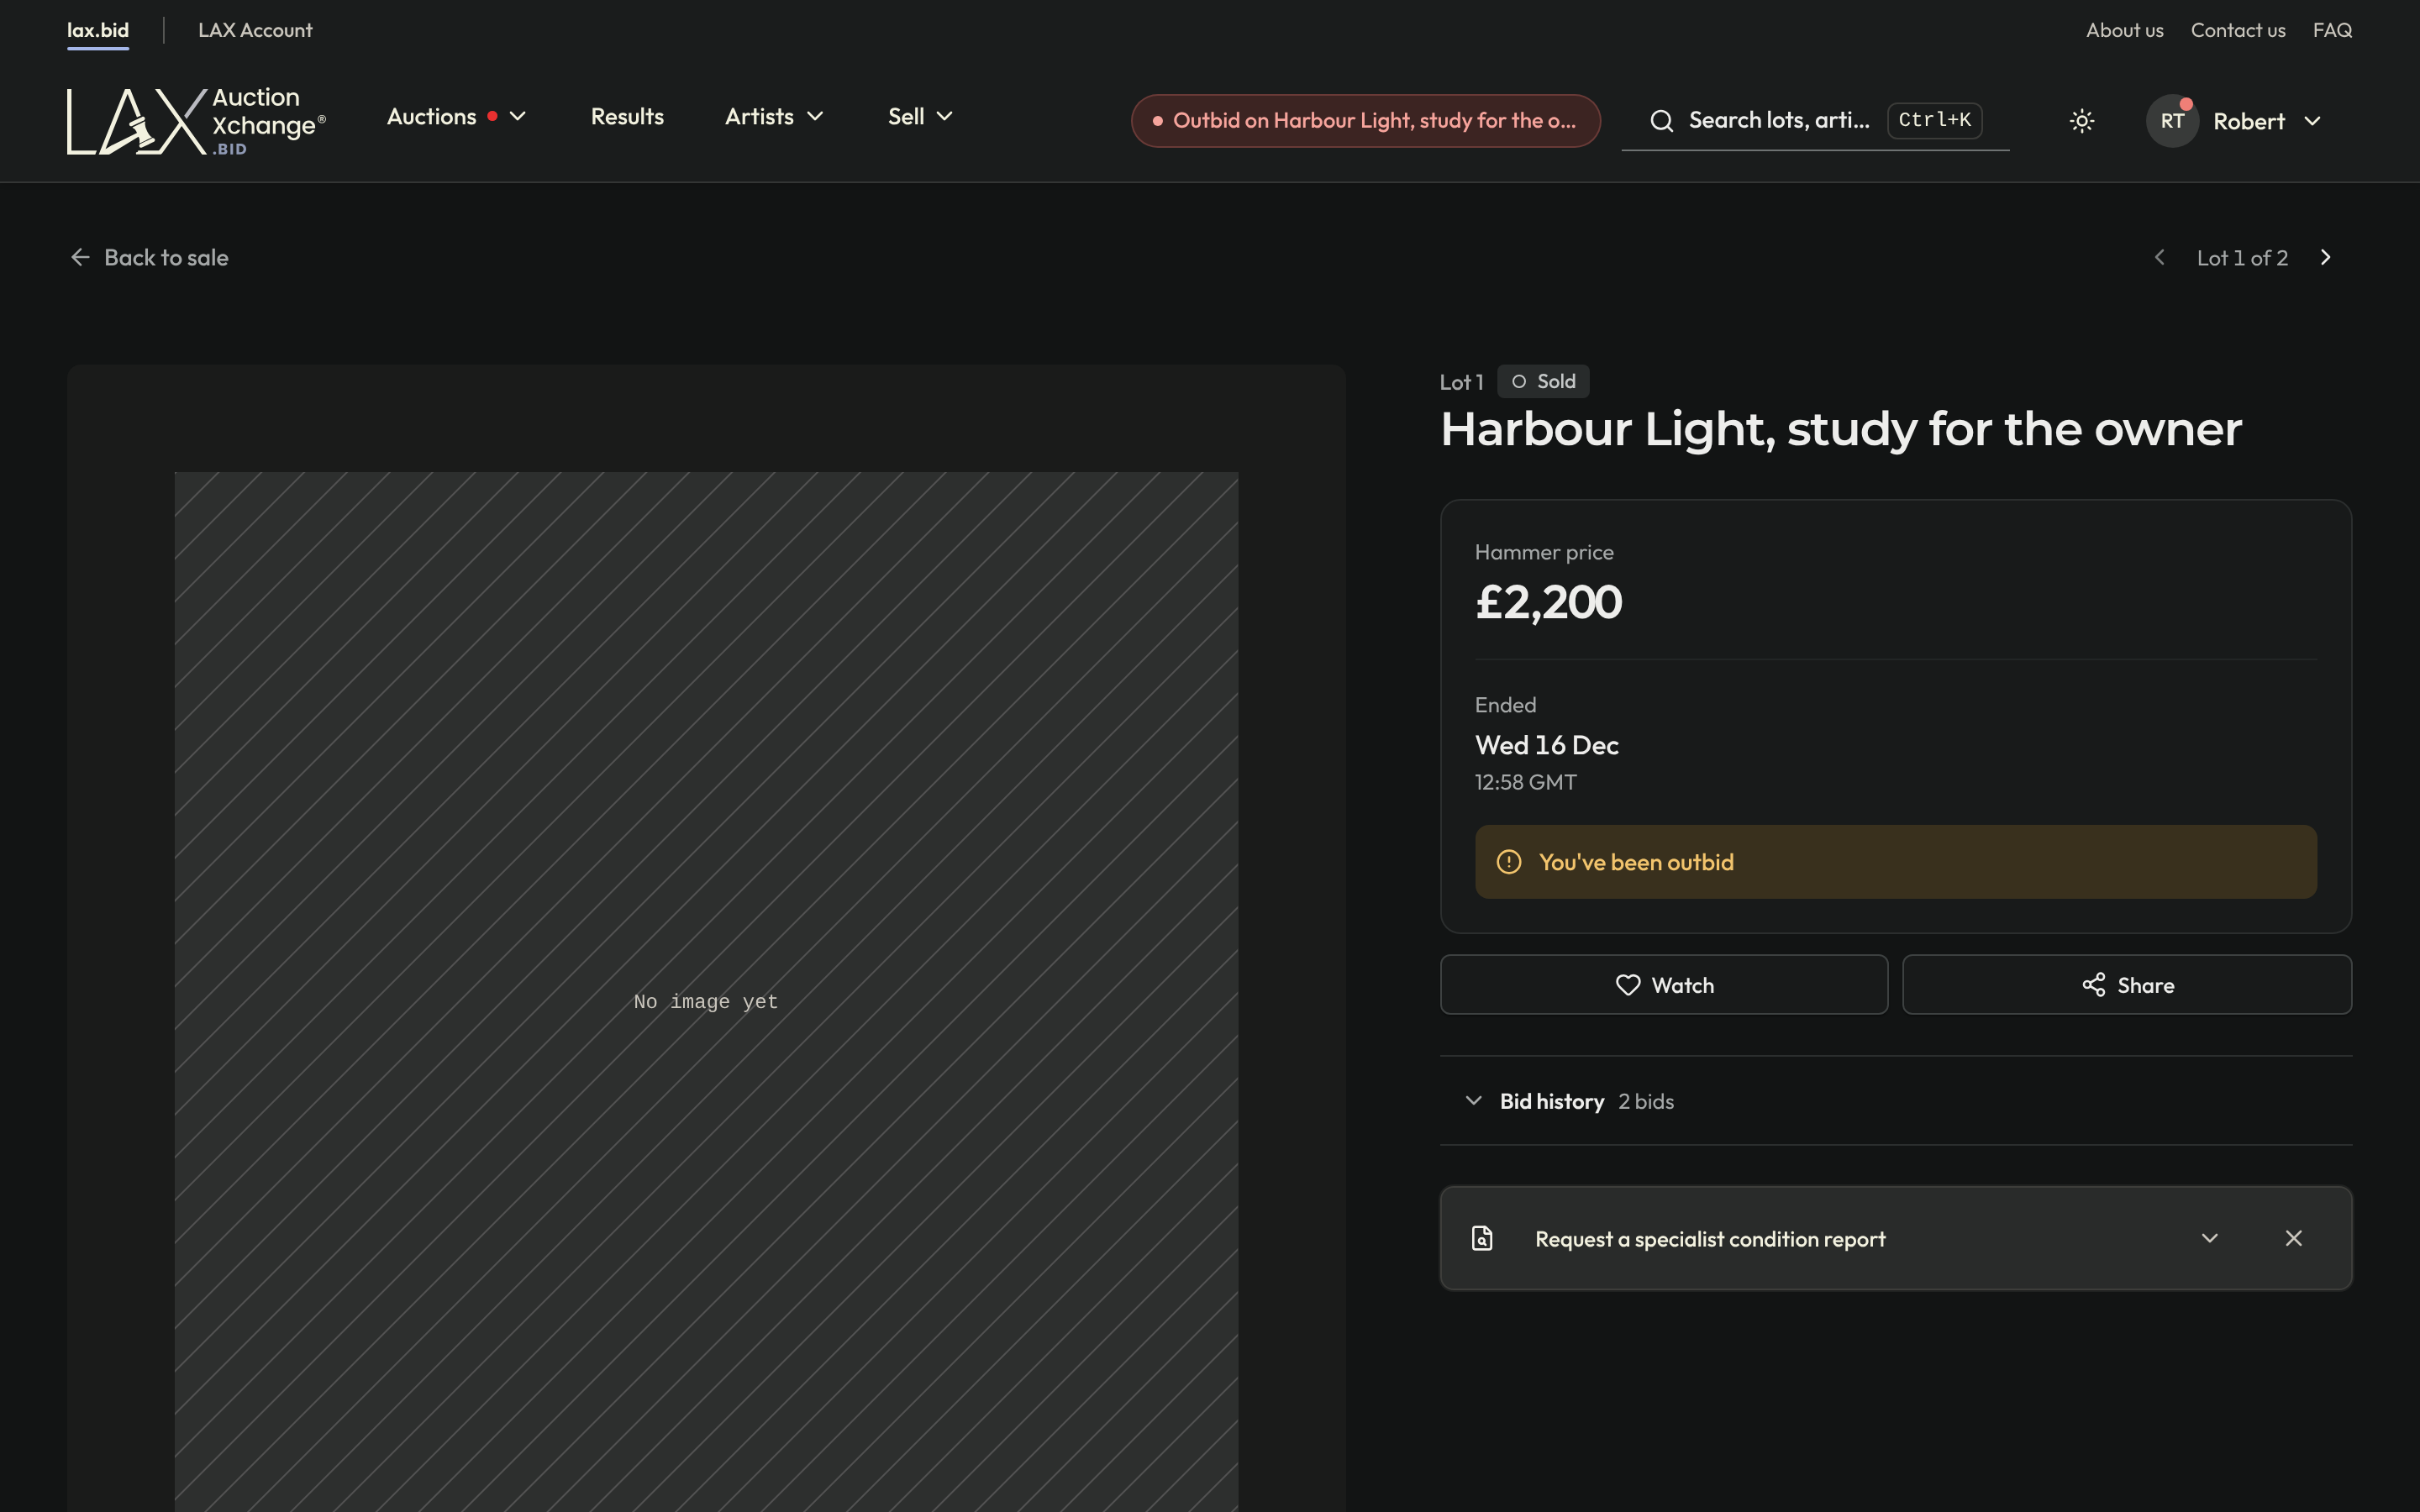 lax.bid
LAX Account
About us
Contact us
FAQ
LAX Auction
Xchange®
.BID
Auctions
Results
Artists
Sell
Outbid on Harbour Light, study for the o...
Search lots, arti...
Ctrl+K
RT
Robert
Back to sale
Lot 1 of 2
Lot 1
Sold
Harbour Light, study for the owner
Hammer price
£2,200
Ended
Wed 16 Dec
12:58 GMT
You've been outbid
No image yet
Watch
Share
Bid history 2 bids
Request a specialist condition report